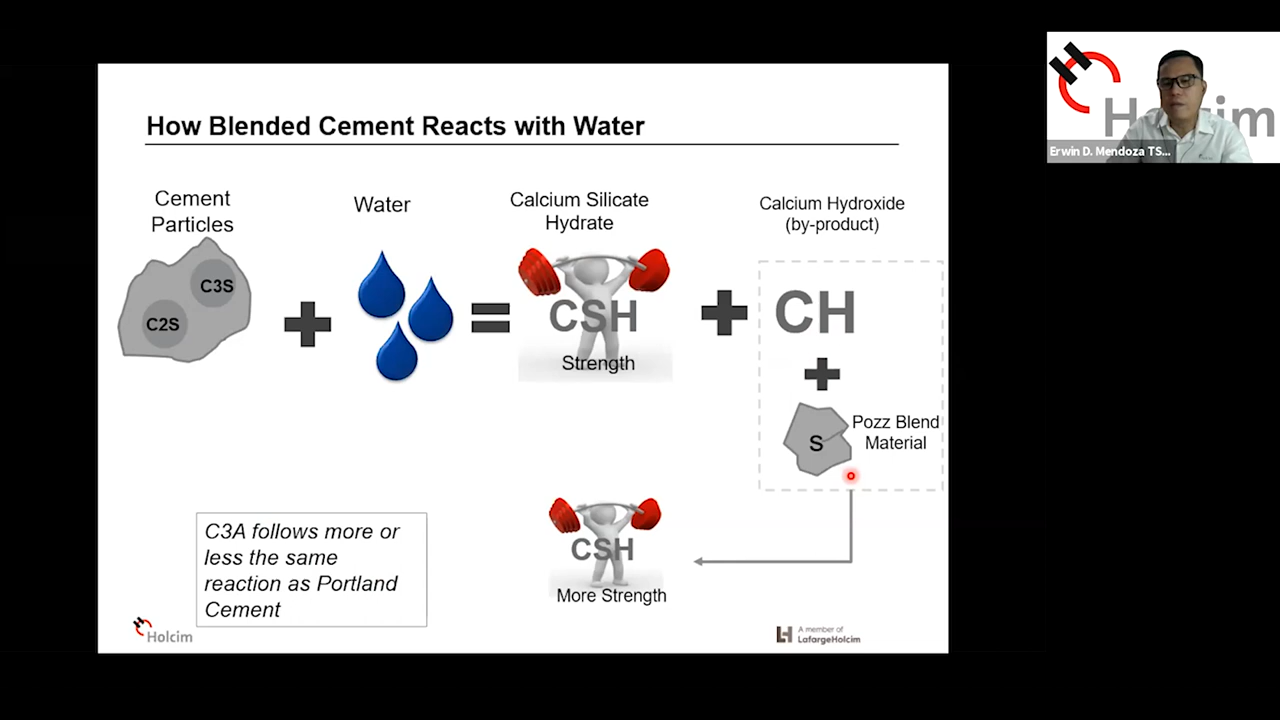 How Blended Cement Reacts with Water
Cement
Particles
Water
Calcium Silicate
Hydrate
Calcium Hydroxide
(by-product)
C3S
C2S
CSH
Strength
CH
S
Pozz Blend
Material
CSH
More Strength
C3A follows more or
less the same
reaction as Portland
Cement
Holcim
A member of
LafargeHolcim
Erwin D. Mendoza TS...